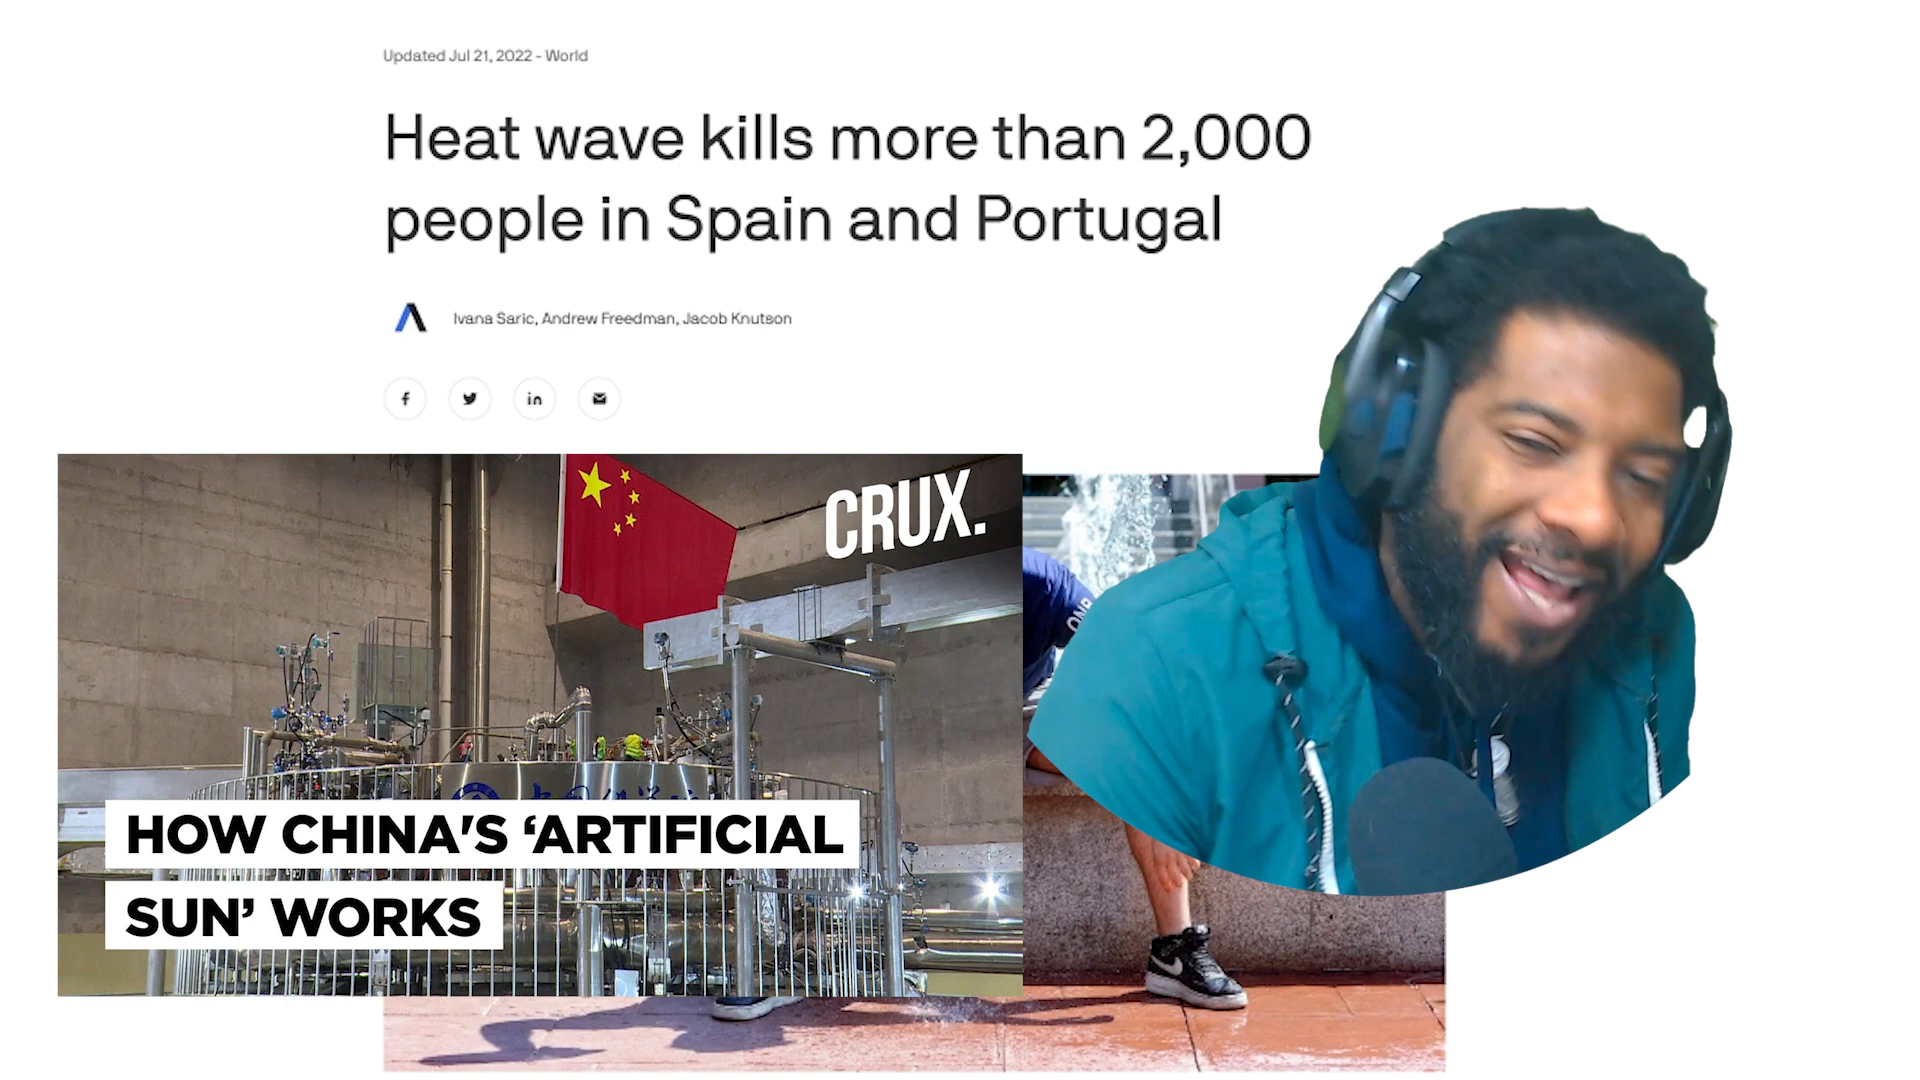 Updated Jul 21, 2022 - World
Heat wave kills more than 2,000
people in Spain and Portugal
Ivana Saric, Andrew Freedman, Jacob Knutson
CRUX.
HOW CHINA'S ‘ARTIFICIAL
SUN’ WORKS